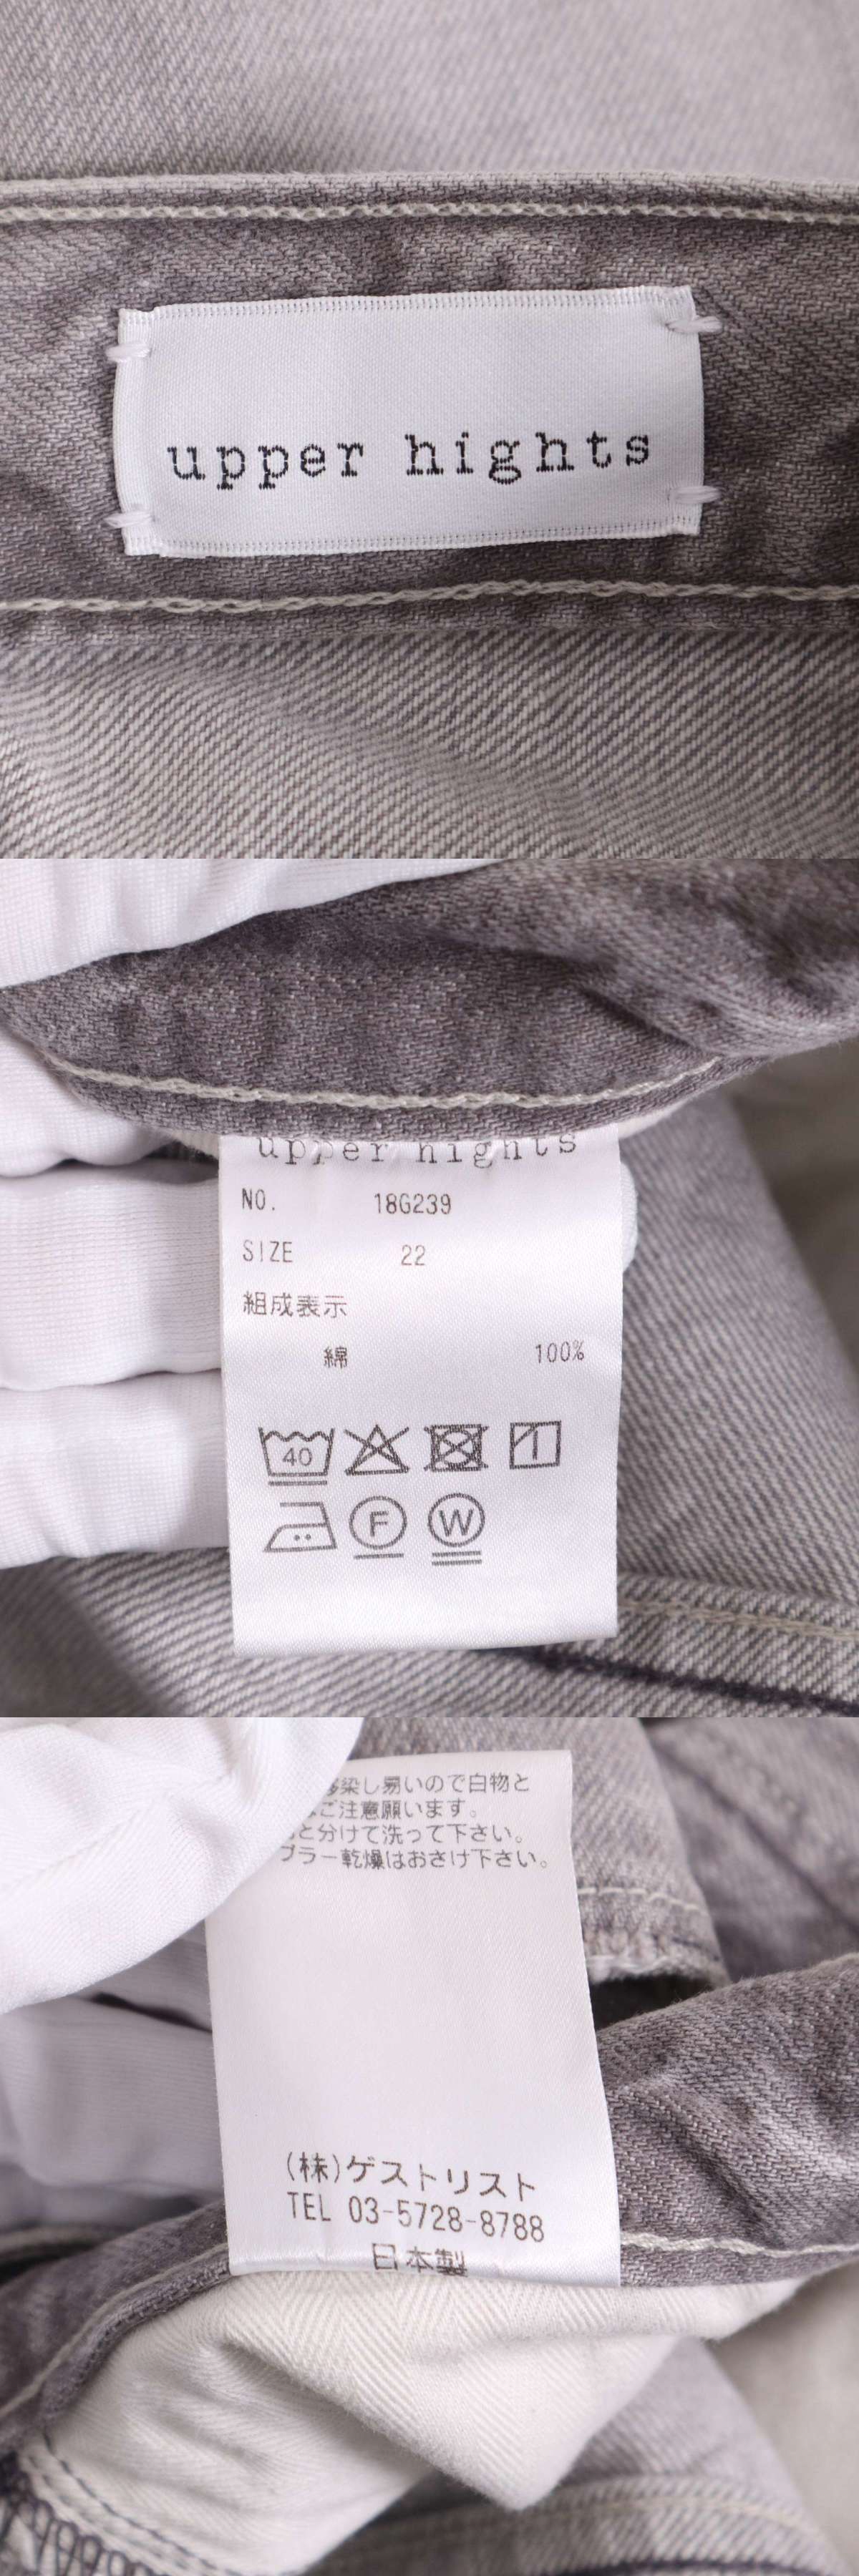 upper hights
upper hights
NO. 18G239
SIZE 22
組成表示
綿 100%
40
F
W
移染し易いので白物と
ご注意願います。
と分けて洗って下さい。
ブラー乾燥はおさけ下さい。
(株)ゲストリスト
TEL 03-5728-8788
日本製